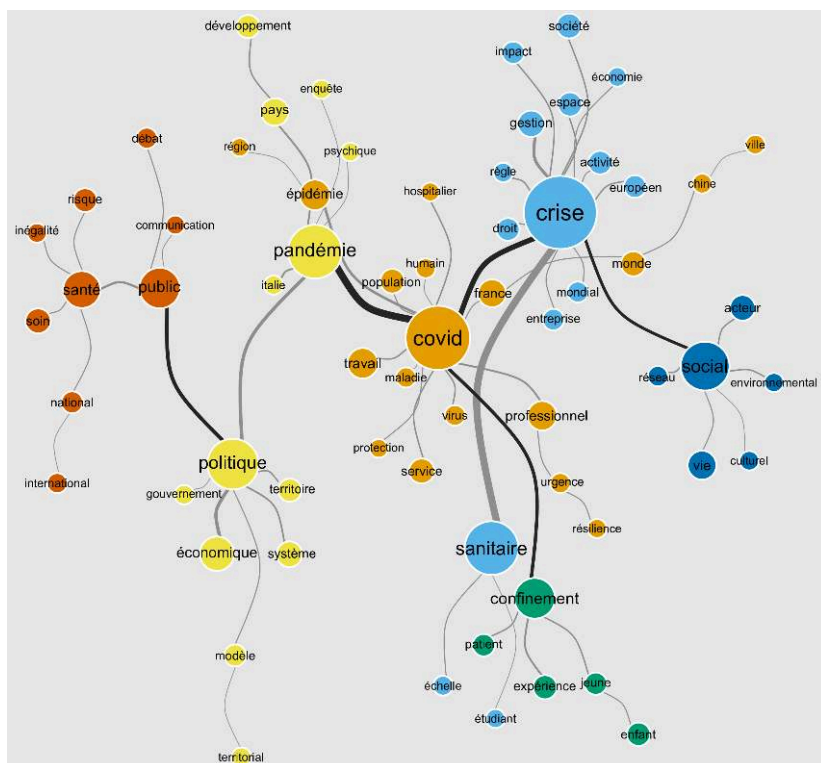 développement
société
impact
économie
enquête
espace
pays
gestion
débat
ville
région
psychique
activité
règle
chine
européen
risque
épidémie
hospitalier
crise
communication
droit
inégalité
pandémie
humain
monde
santé
public
italie
population
france
mondial
acteur
soin
entreprise
covid
travail
social
maladie
réseau
environnemental
national
virus
professionnel
protection
politique
vie
culturel
service
international
gouvernement
territoire
urgence
résilience
économique
système
sanitaire
confinement
patient
modèle
échelle
expérience
jeune
étudiant
enfant
territorial